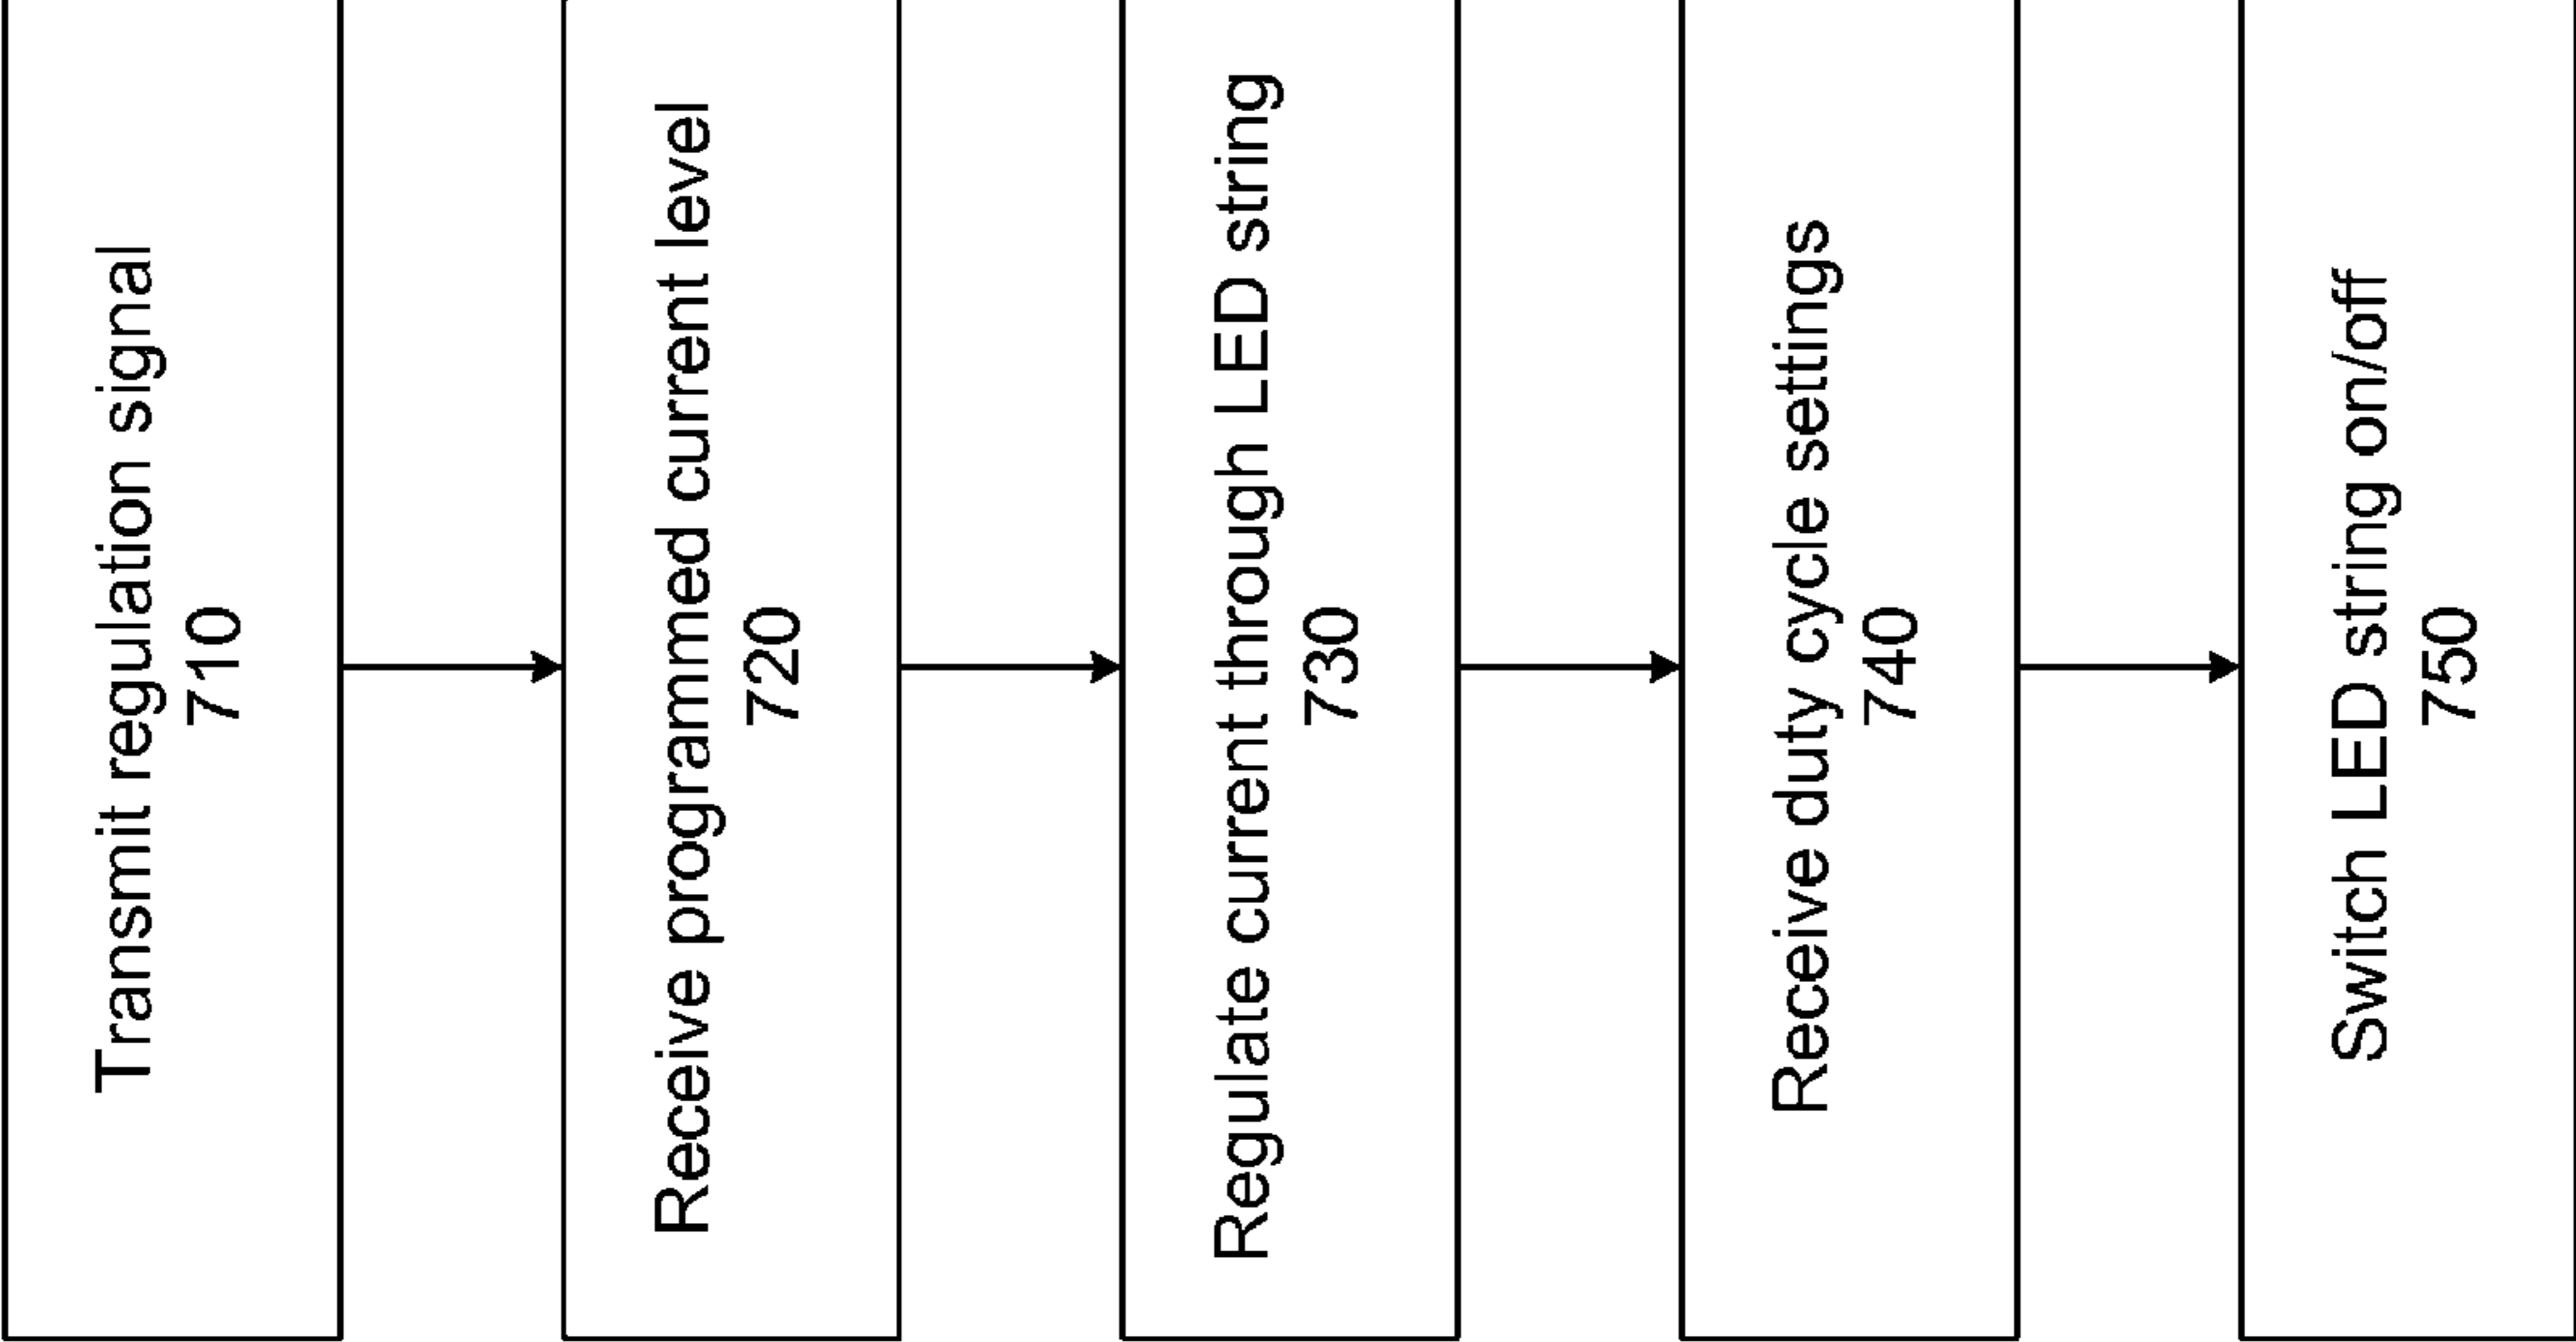 Transmit regulation signal
710
Receive programmed current level
720
Regulate current through LED string
730
Receive duty cycle settings
740
Switch LED string on/off
750